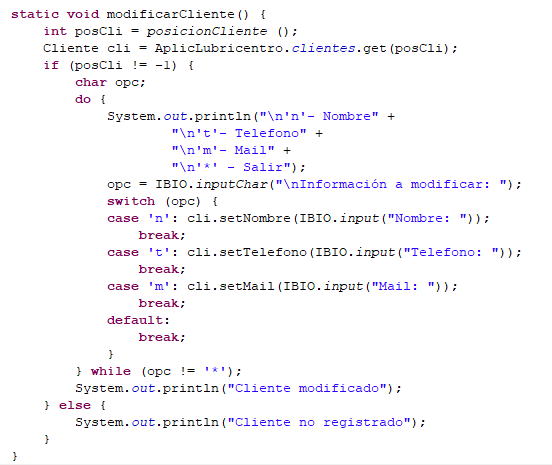 static void modificarCliente() {
int posCli = posicionCliente ();
Cliente cli = AplicLubricentro.clientes.get(posCli);
if (posCli != -1) {
char opc;
do {
System.out.println("\n'n'- Nombre" +
"\n't'- Telefono" +
"\n'm'- Mail" +
"\n'*' - Salir");
opc = IBIO.inputChar("\nInformación a modificar: ");
switch (opc) {
case 'n': cli.setNombre(IBIO.input("Nombre: "));
break;
case 't': cli.setTelefono(IBIO.input("Telefono: "));
break;
case 'm': cli.setMail(IBIO.input("Mail: "));
break;
default:
break;
}
} while (opc != '*');
System.out.println("Cliente modificado");
} else {
System.out.println("Cliente no registrado");
}
}